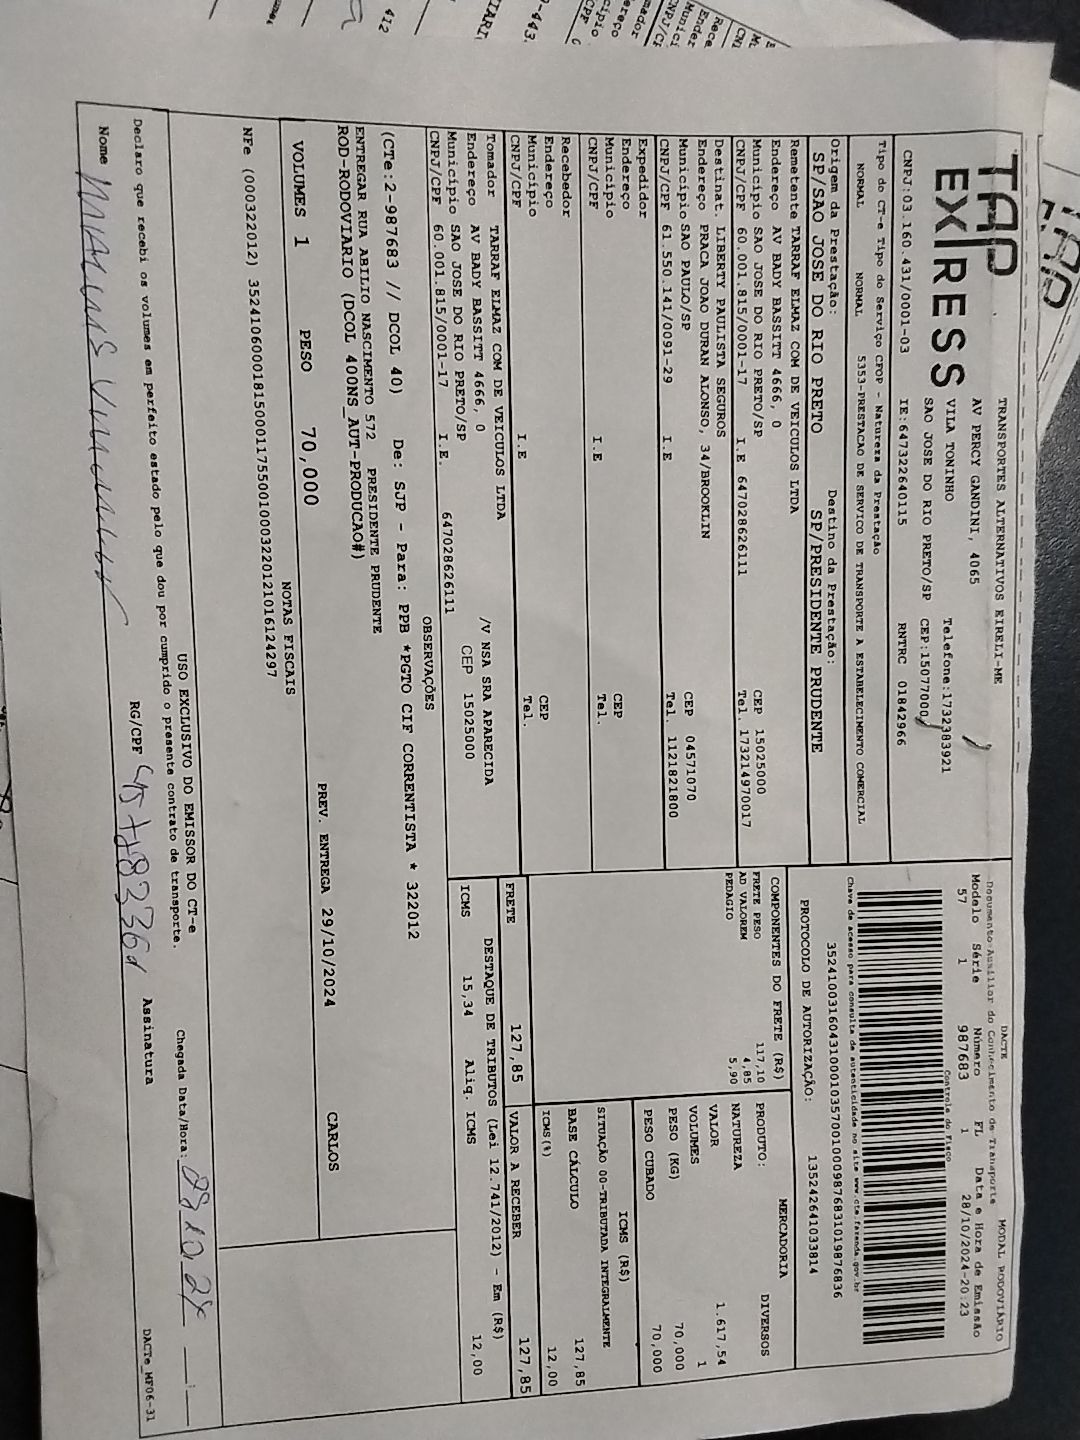 TAP
EXPRESS
TRANSPORTES ALTERNATIVOS EIRELI-ME
AV PERCY GANDINI, 4065
VILA TONINHO Telefone:1732383921
SAO JOSE DO RIO PRETO/SP CEP:15077000
CNPJ:03.160.431/0001-03 IE:647322640115 RNTRC 01842966
DACTE MODAL RODOVIÁRIO
Documento Auxiliar do Conhecimento de Transporte
Modelo Série Número FL Data e Hora de Emissão
57 1 987683 1 28/10/2024-20:23
Controle do Fisco
Chave de acesso para consulta de autenticidade no site www.cte.fazenda.gov.br
35241003160431000103570010009876831019876836
PROTOCOLO DE AUTORIZAÇÃO: 135242641033814
Tipo do CT-e Tipo do Serviço CFOP - Natureza da Prestação
NORMAL NORMAL 5353-PRESTACAO DE SERVICO DE TRANSPORTE A ESTABELECIMENTO COMERCIAL
Origem da Prestação: Destino da Prestação:
SP/SAO JOSE DO RIO PRETO SP/PRESIDENTE PRUDENTE
Remetente TARRAF ELMAZ COM DE VEICULOS LTDA
Endereço AV BADY BASSITT 4666, 0 CEP 15025000
Município SAO JOSE DO RIO PRETO/SP Tel. 173214970017
CNPJ/CPF 60.001.815/0001-17 I.E 647028626111
Destinat. LIBERTY PAULISTA SEGUROS
Endereço PRACA JOAO DURAN ALONSO, 34/BROOKLIN
Município SAO PAULO/SP CEP 04571070
CNPJ/CPF 61.550.141/0091-29 I.E Tel. 1121821800
Expedidor
Endereço
Município CEP
CNPJ/CPF I.E Tel.
Recebedor
Endereço
Município CEP
CNPJ/CPF I.E Tel.
Tomador TARRAF ELMAZ COM DE VEICULOS LTDA
Endereço AV BADY BASSITT 4666, 0 /V NSA SRA APARECIDA
Município SAO JOSE DO RIO PRETO/SP CEP 15025000
CNPJ/CPF 60.001.815/0001-17 I.E. 647028626111
COMPONENTES DO FRETE (R$)
FRETE PESO 117,10
AD VALOREM 4,85
PEDAGIO 5,90
FRETE 127,85
MERCADORIA
PRODUTO: DIVERSOS
NATUREZA
VALOR 1.617,54
VOLUMES 1
PESO (KG) 70,000
PESO CUBADO 70,000
ICMS (R$)
SITUAÇÃO 00-TRIBUTADA INTEGRALMENTE
BASE CÁLCULO 127,85
ICMS(%) 12,00
VALOR A RECEBER 127,85
DESTAQUE DE TRIBUTOS (Lei 12.741/2012) - Em (R$)
ICMS 15,34 Aliq. ICMS 12,00
OBSERVAÇÕES
(CTe:2-987683 // DCOL 40) De: SJP - Para: PPB *PGTO CIF CORRENTISTA * 322012
ENTREGAR RUA ABILIO NASCIMENTO 572 PRESIDENTE PRUDENTE
ROD-RODOVIARIO (DCOL 400NS_AUT-PRODUCAO#)
VOLUMES 1 PESO 70,000 PREV. ENTREGA 29/10/2024 CARLOS
NOTAS FISCAIS
NFe (000322012) 35241060001815000117550010003220121016124297
USO EXCLUSIVO DO EMISSOR DO CT-e
Declaro que recebi os volumes em perfeito estado pelo que dou por cumprido o presente contrato de transporte.
Chegada Data/Hora:
Nome RG/CPF Assinatura
DACTe_MF06-31